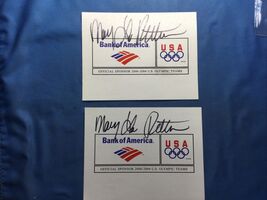 Mary Lou Retton
Bank of America.
USA
OFFICIAL SPONSOR 2000-2004 U.S. OLYMPIC TEAMS
Mary Lou Retton
Bank of America.
USA
OFFICIAL SPONSOR 2000-2004 U.S. OLYMPIC TEAMS